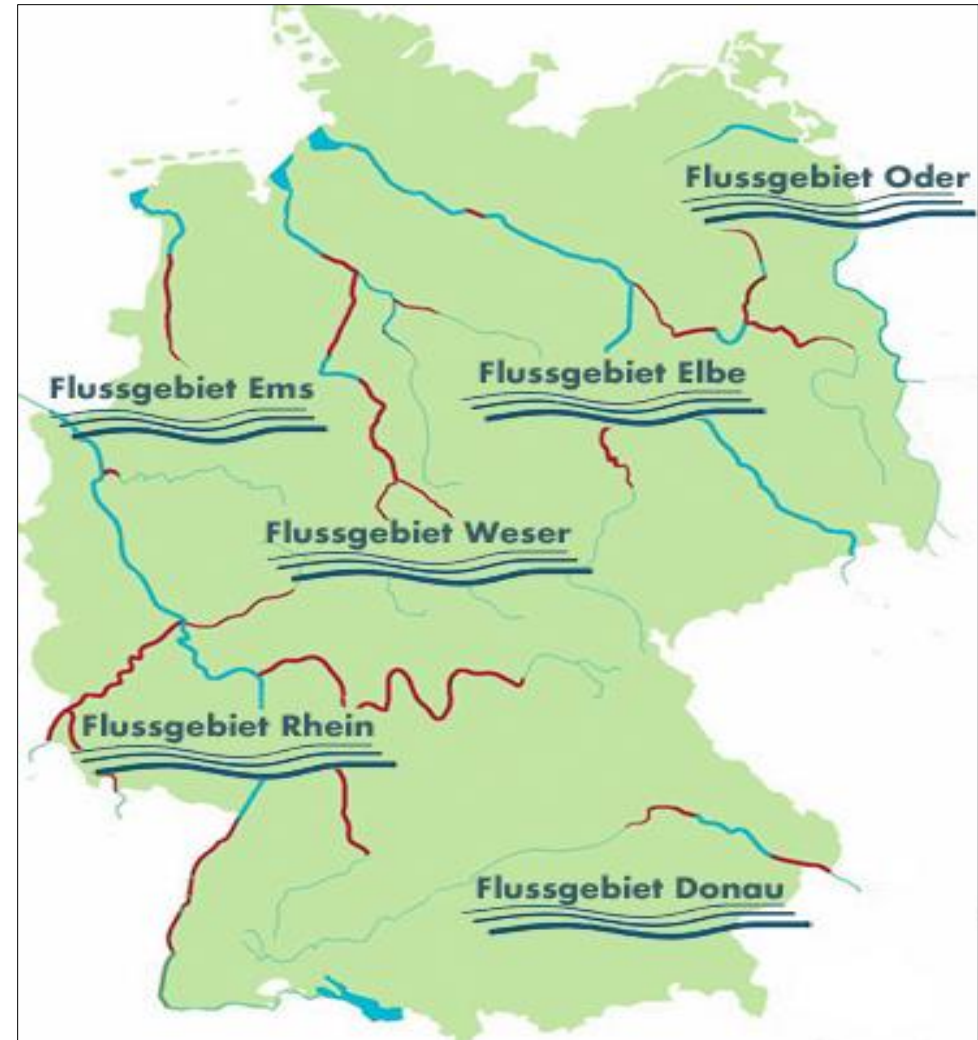 Flussgebiet Oder
Flussgebiet Elbe
Flussgebiet Ems
Flussgebiet Weser
Flussgebiet Rhein
Flussgebiet Donau